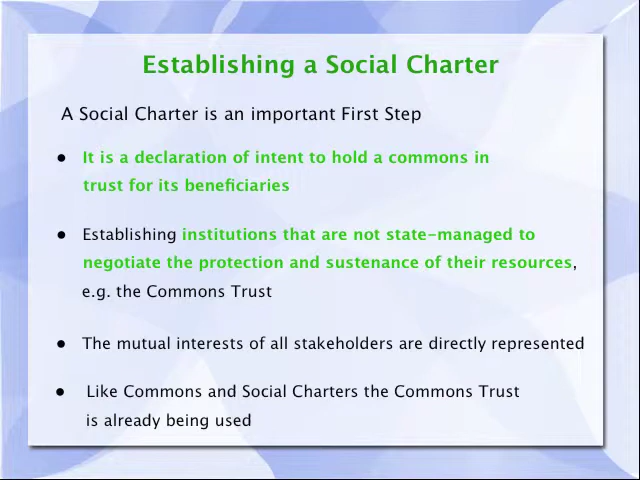 Establishing a Social Charter
A Social Charter is an important First Step
● It is a declaration of intent to hold a commons in
trust for its beneficiaries
● Establishing institutions that are not state-managed to
negotiate the protection and sustenance of their resources,
e.g. the Commons Trust
● The mutual interests of all stakeholders are directly represented
● Like Commons and Social Charters the Commons Trust
is already being used